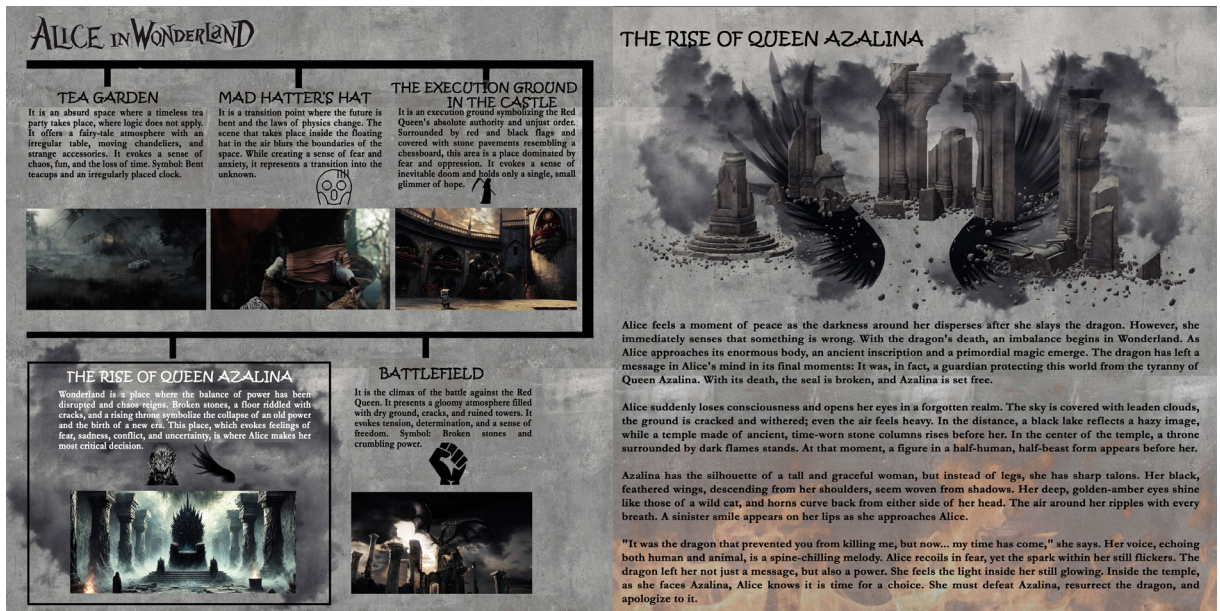 ALICE IN WONDERLAND
TEA GARDEN
It is an absurd space where a timeless tea
party takes place, where logic does not apply.
It offers a fairy-tale atmosphere with an
irregular table, moving chandeliers, and
strange accessories. It evokes a sense of
chaos, fun, and the loss of time. Symbol: Bent
teacups and an irregularly placed clock.
MAD HATTER'S HAT
It is a transition point where the future is
bent and the laws of physics change. The
scene that takes place inside the floating
hat in the air blurs the boundaries of the
space. While creating a sense of fear and
anxiety, it represents a transition into the
unknown.
THE EXECUTION GROUND
IN THE CASTLE
It is an execution ground symbolizing the Red
Queen's absolute authority and unjust order.
Surrounded by red and black flags and
covered with stone pavements resembling a
chessboard, this area is a place dominated by
fear and oppression. It evokes a sense of
inevitable doom and holds only a single, small
glimmer of hope.
THE RISE OF QUEEN AZALINA
Wonderland is a place where the balance of power has been
disrupted and chaos reigns. Broken stones, a floor riddled with
cracks, and a rising throne symbolize the collapse of an old power
and the birth of a new era. This place, which evokes feelings of
fear, sadness, conflict, and uncertainty, is where Alice makes her
most critical decision.
BATTLEFIELD
It is the climax of the battle against the Red
Queen. It presents a gloomy atmosphere filled
with dry ground, cracks, and ruined towers. It
evokes tension, determination, and a sense of
freedom. Symbol: Broken stones and
crumbling power.
THE RISE OF QUEEN AZALINA
Alice feels a moment of peace as the darkness around her disperses after she slays the dragon. However, she
immediately senses that something is wrong. With the dragon's death, an imbalance begins in Wonderland. As
Alice approaches its enormous body, an ancient inscription and a primordial magic emerge. The dragon has left a
message in Alice's mind in its final moments: It was, in fact, a guardian protecting this world from the tyranny of
Queen Azalina. With its death, the seal is broken, and Azalina is set free.
Alice suddenly loses consciousness and opens her eyes in a forgotten realm. The sky is covered with leaden clouds,
the ground is cracked and withered; even the air feels heavy. In the distance, a black lake reflects a hazy image,
while a temple made of ancient, time-worn stone columns rises before her. In the center of the temple, a throne
surrounded by dark flames stands. At that moment, a figure in a half-human, half-beast form appears before her.
Azalina has the silhouette of a tall and graceful woman, but instead of legs, she has sharp talons. Her black,
feathered wings, descending from her shoulders, seem woven from shadows. Her deep, golden-amber eyes shine
like those of a wild cat, and horns curve back from either side of her head. The air around her ripples with every
breath. A sinister smile appears on her lips as she approaches Alice.
"It was the dragon that prevented you from killing me, but now... my time has come," she says. Her voice, echoing
both human and animal, is a spine-chilling melody. Alice recoils in fear, yet the spark within her still flickers. The
dragon left her not just a message, but also a power. She feels the light inside her still glowing. Inside the temple,
as she faces Azalina, Alice knows it is time for a choice. She must defeat Azalina, resurrect the dragon, and
apologize to it.